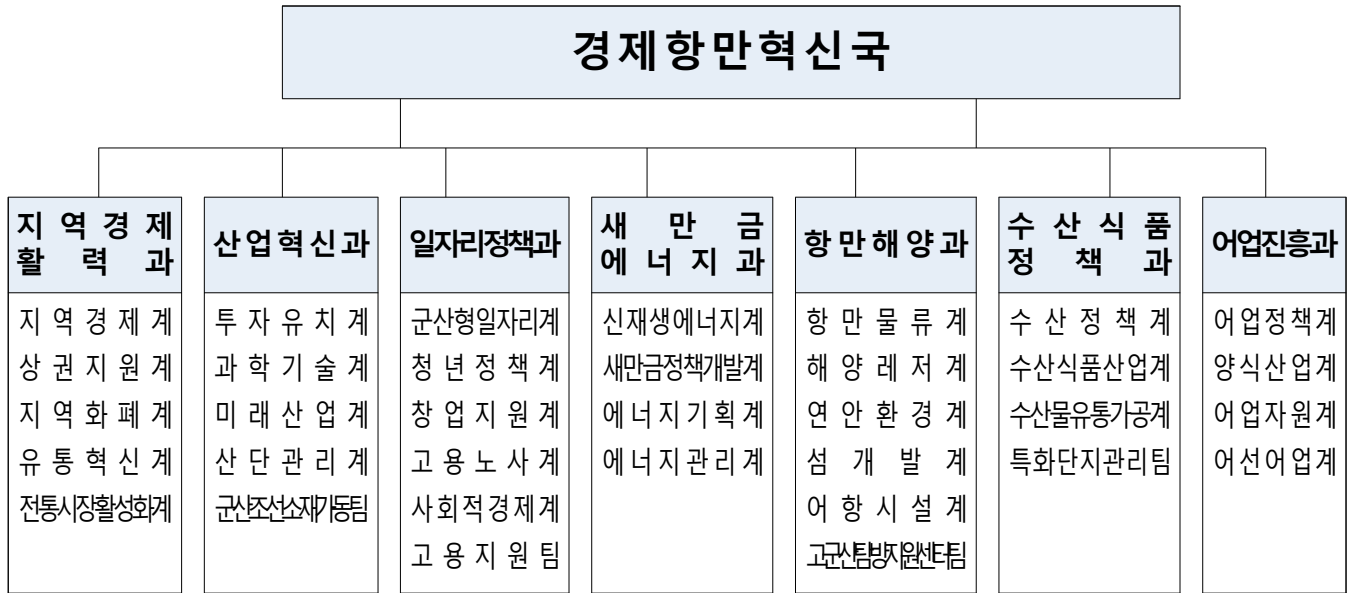 경제항만혁신국
지역경제
활력과
지역경제계
상권지원계
지역화폐계
유통혁신계
전통시장활성화계
산업혁신과
투자유치계
과학기술계
미래산업계
산단관리계
군산조선소재가동팀
일자리정책과
군산형일자리계
청년정책계
창업지원계
고용노사계
사회적경제계
고용지원팀
새만금
에너지과
신재생에너지계
새만금정책개발계
에너지기획계
에너지관리계
항만해양과
항만물류계
해양레저계
연안환경계
섬개발계
어항시설계
고군산탐방지원센터팀
수산식품
정책과
수산정책계
수산식품산업계
수산물유통가공계
특화단지관리팀
어업진흥과
어업정책계
양식산업계
어업자원계
어선어업계